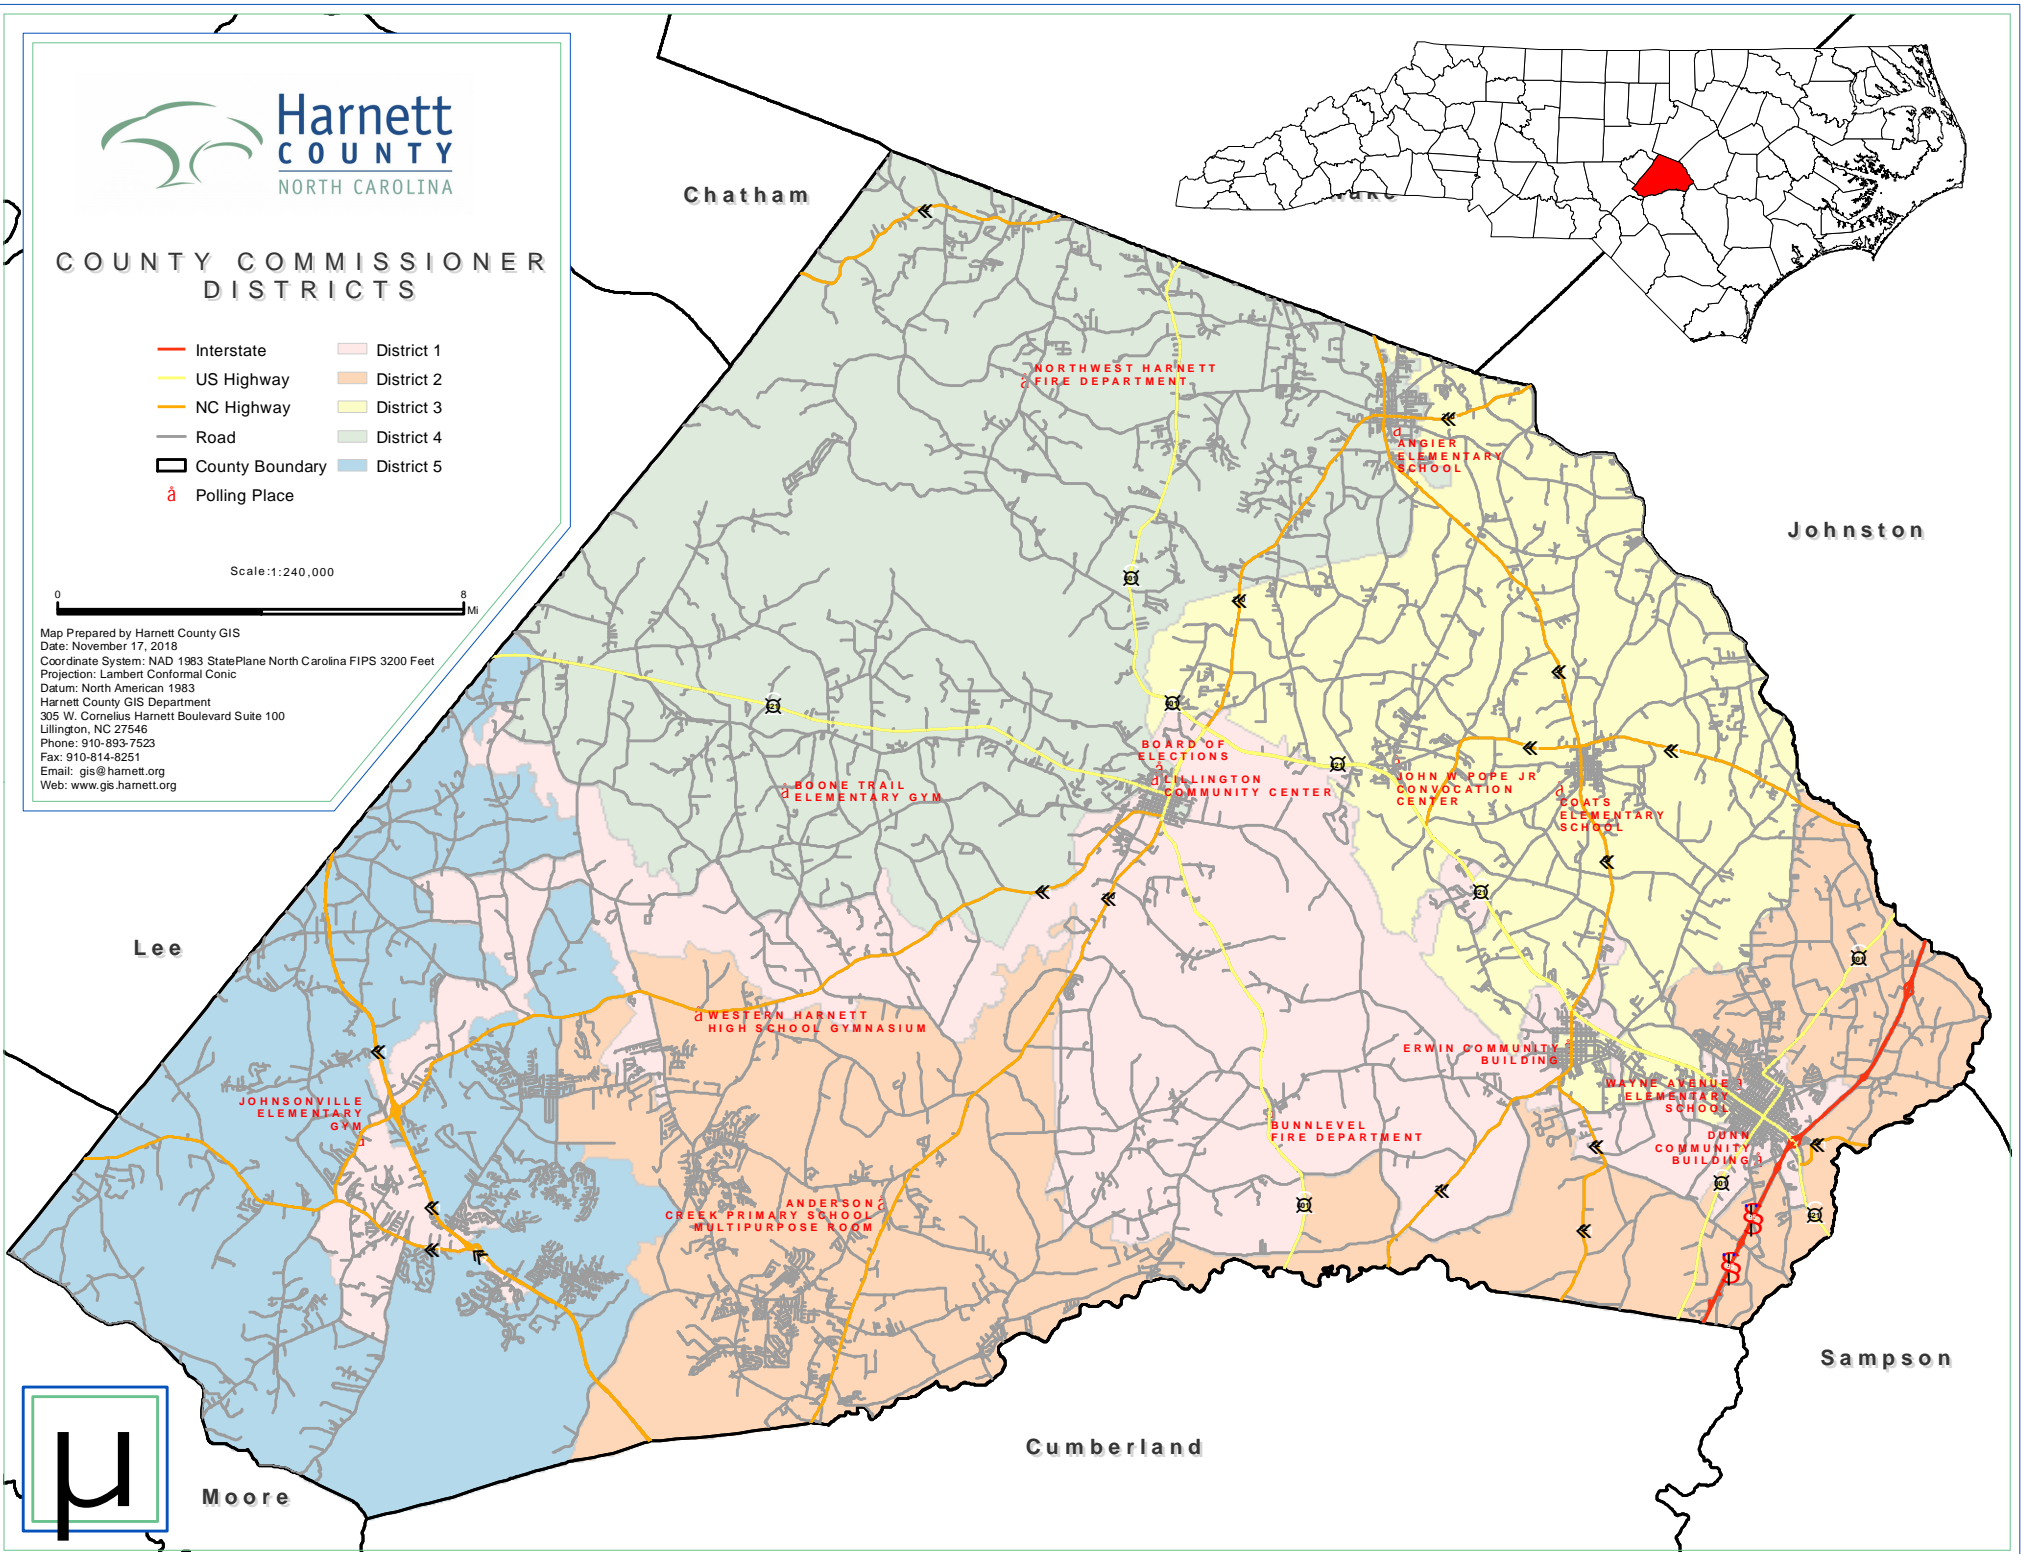 Harnett
COUNTY
NORTH CAROLINA
COUNTY COMMISSIONER
DISTRICTS
Interstate
US Highway
NC Highway
Road
County Boundary
å Polling Place
District 1
District 2
District 3
District 4
District 5
Scale:1:240,000
0 8
Mi
Map Prepared by Harnett County GIS
Date: November 17, 2018
Coordinate System: NAD 1983 StatePlane North Carolina FIPS 3200 Feet
Projection: Lambert Conformal Conic
Datum: North American 1983
Harnett County GIS Department
305 W. Cornelius Harnett Boulevard Suite 100
Lillington, NC 27546
Phone: 910-893-7523
Fax: 910-814-8251
Email: gis@harnett.org
Web: www.gis.harnett.org
Chatham
Johnston
Lee
Moore
Cumberland
Sampson
NORTHWEST HARNETT
FIRE DEPARTMENT
ANGIER
ELEMENTARY
SCHOOL
BOARD OF
ELECTIONS
LILLINGTON
COMMUNITY CENTER
JOHN W POPE JR
CONVOCATION
CENTER
COATS
ELEMENTARY
SCHOOL
BOONE TRAIL
ELEMENTARY GYM
WESTERN HARNETT
HIGH SCHOOL GYMNASIUM
ERWIN COMMUNITY
BUILDING
WAYNE AVENUE
ELEMENTARY
SCHOOL
DUNN
COMMUNITY
BUILDING
BUNNLEVEL
FIRE DEPARTMENT
JOHNSONVILLE
ELEMENTARY
GYM
ANDERSON
CREEK PRIMARY SCHOOL
MULTIPURPOSE ROOM
µ